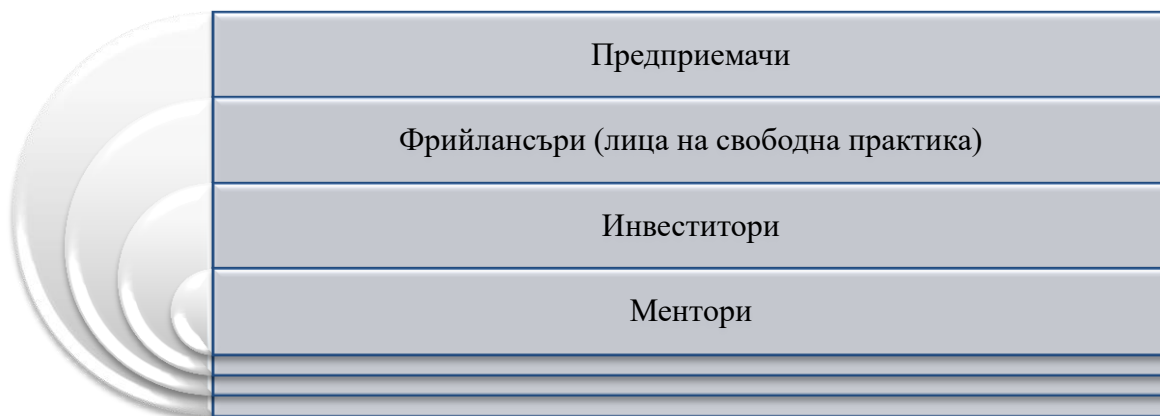 Предприемачи
Фрийлансъри (лица на свободна практика)
Инвеститори
Ментори